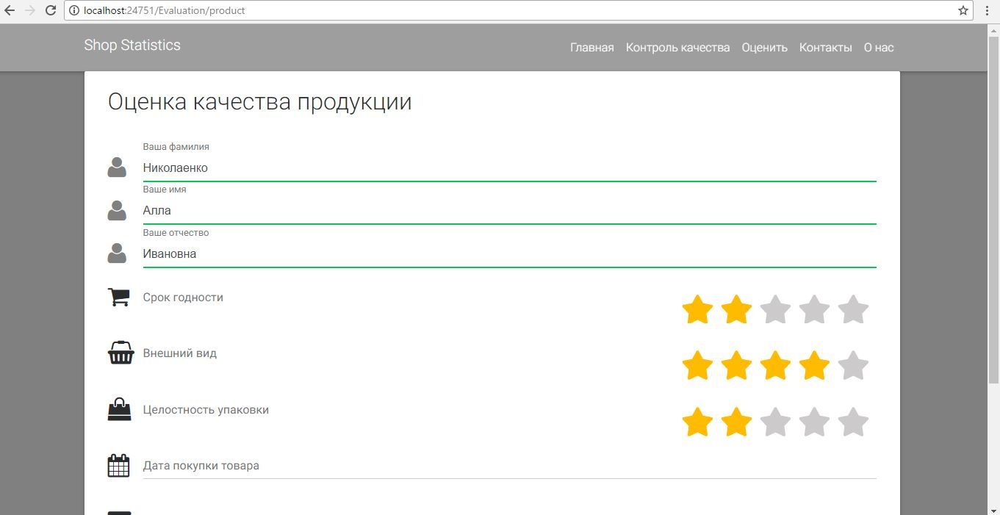 localhost:24751/Evaluation/product
Shop Statistics
Главная Контроль качества Оценить Контакты О нас
Оценка качества продукции
Ваша фамилия
Николаенко
Ваше имя
Алла
Ваше отчество
Ивановна
Срок годности
Внешний вид
Целостность упаковки
Дата покупки товара